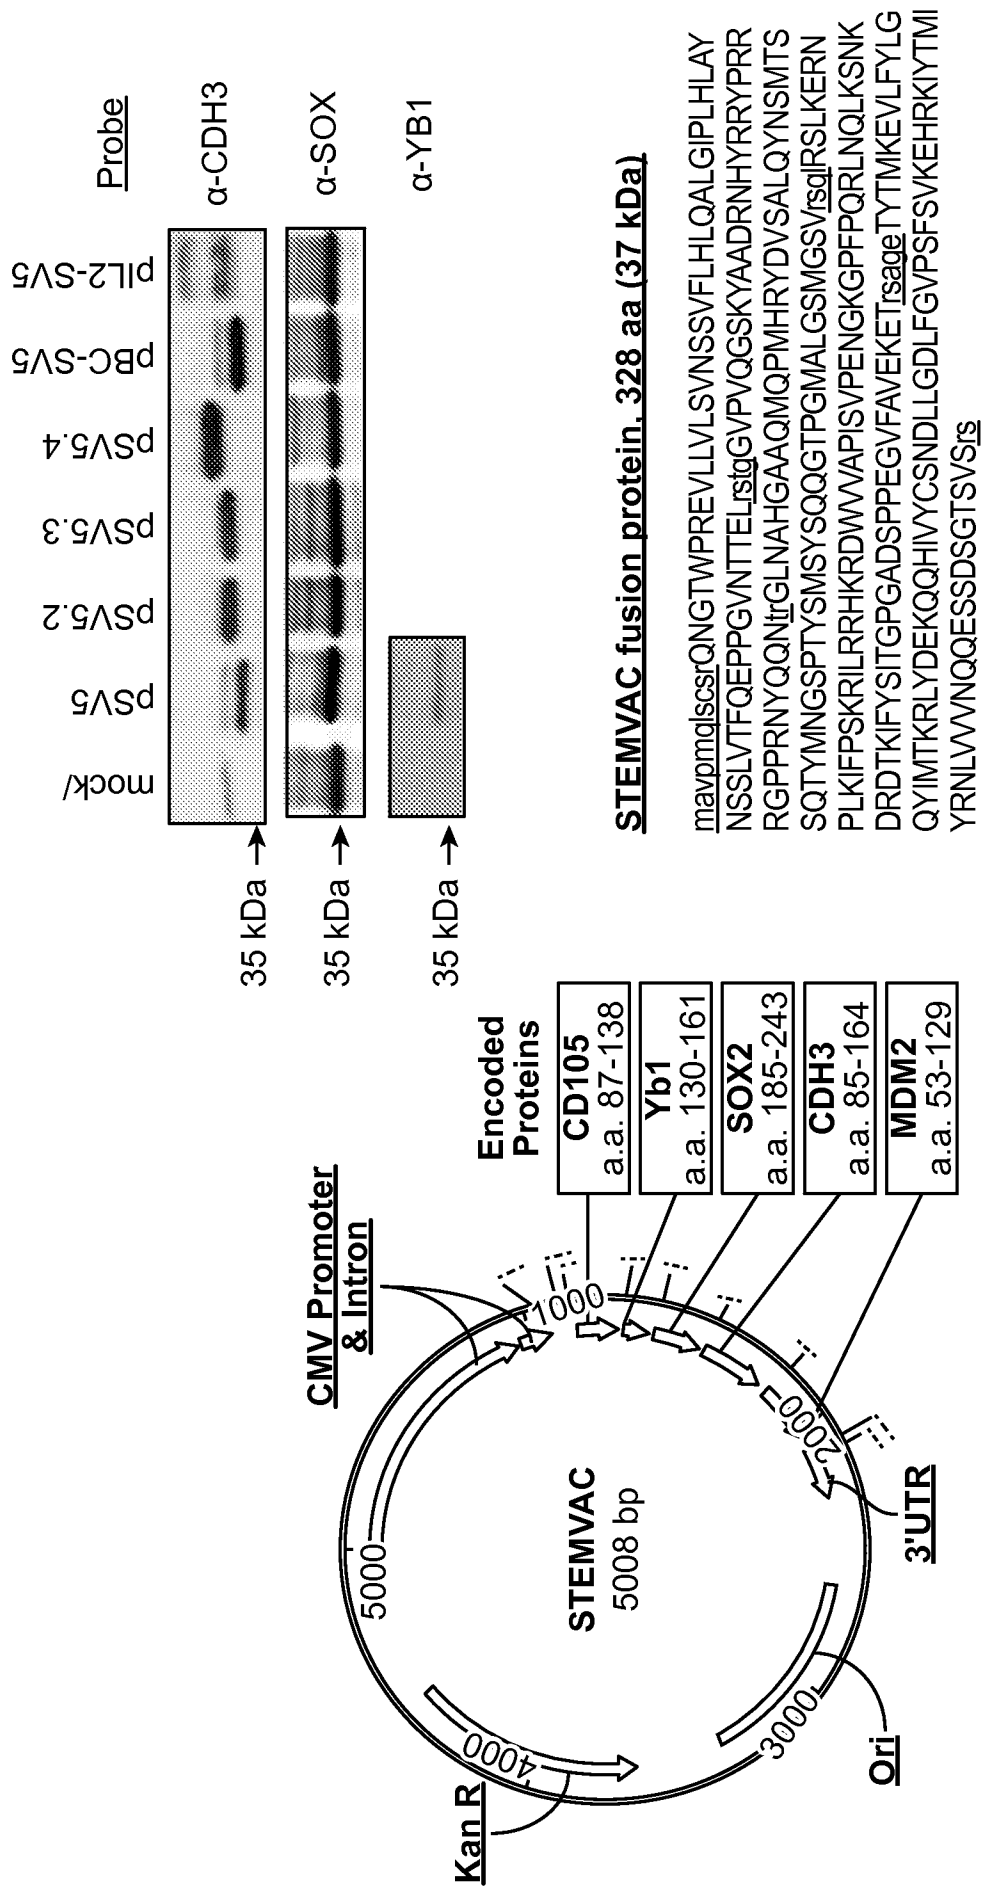 Kan R
4000
5000
CMV Promoter
& Intron
1000
STEMVAC
5008 bp
2000
3000
Ori
3'UTR
Encoded
Proteins
CD105
a.a. 87-138
Yb1
a.a. 130-161
SOX2
a.a. 185-243
CDH3
a.a. 85-164
MDM2
a.a. 53-129
mock/
pSV5
pSV5.2
pSV5.3
pSV5.4
pBC-SV5
pIL2-SV5
Probe
35 kDa
α-CDH3
35 kDa
α-SOX
35 kDa
α-YB1
STEMVAC fusion protein, 328 aa (37 kDa)
mavpmqlscsrQNGTWPREVLLVLSVNSSVFLHLQALGIPLHLAY
NSSLVTFQEPPGVNTTELrstqGVPVQGSKYAADRNHYRRYPRR
RGPPRNYQQNtrGLNAHGAAQMQPMHRYDVSALQYNSMTS
SQTYMNGSPTYSMSYSQQGTPGMALGSMGSVrsqlRSLKERN
PLKIFPSKRILRRHKRDWVVAPISVPENGKGPFPQRLNQLKSNK
DRDTKIFYSITGPGADSPPEGVFAVEKETrsageTYTMKEVLFYLG
QYIMTKRLYDEKQQHIVYCSNDLLGDLFGVPSFSVKEHRKIYTMI
YRNLVVVNQQESSDSGTSVSrs